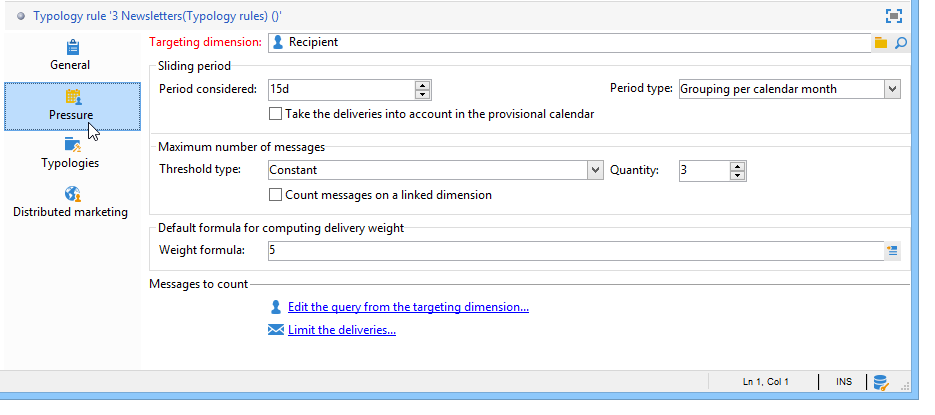 Typology rule '3 Newsletters(Typology rules) ()'
General
Pressure
Typologies
Distributed marketing
Targeting dimension: Recipient
Sliding period
Period considered: 15d Period type: Grouping per calendar month
Take the deliveries into account in the provisional calendar
Maximum number of messages
Threshold type: Constant Quantity: 3
Count messages on a linked dimension
Default formula for computing delivery weight
Weight formula: 5
Messages to count
Edit the query from the targeting dimension...
Limit the deliveries...
Ln 1, Col 1 INS